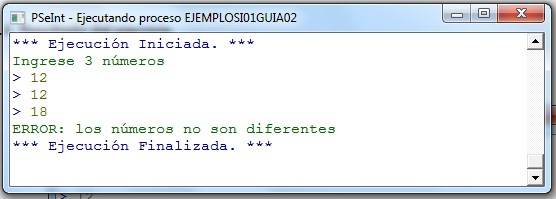 PSeInt - Ejecutando proceso EJEMPLOSI01GUIA02
*** Ejecución Iniciada. ***
Ingrese 3 números
> 12
> 12
> 18
ERROR: los números no son diferentes
*** Ejecución Finalizada. ***